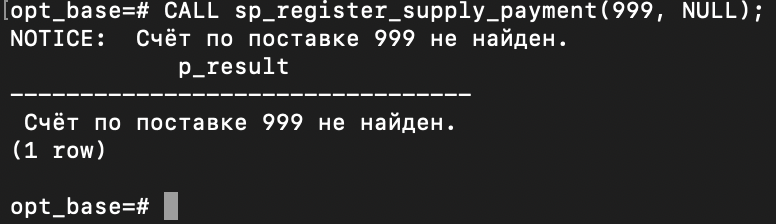 [opt_base=# CALL sp_register_supply_payment(999, NULL);
NOTICE:  Счёт по поставке 999 не найден.
            p_result
---------------------------------
 Счёт по поставке 999 не найден.
(1 row)
opt_base=#